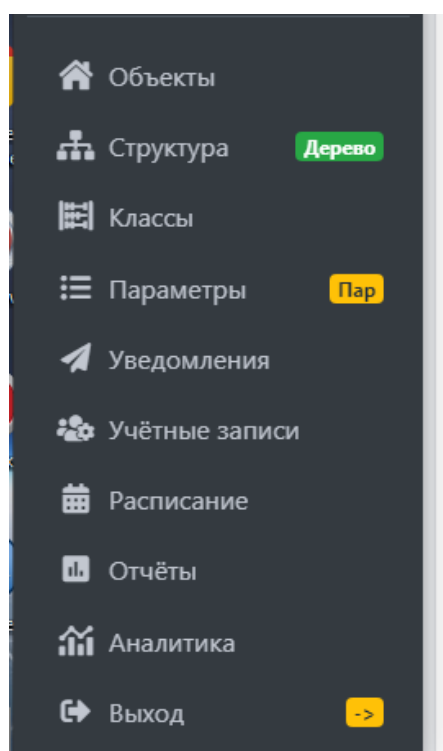 Объекты
Структура Дерево
Классы
Параметры Пар
Уведомления
Учётные записи
Расписание
Отчёты
Аналитика
Выход ->